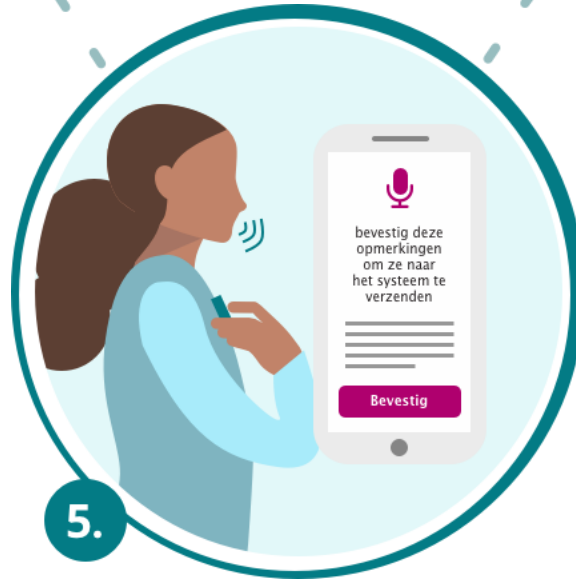 bevestig deze
opmerkingen
om ze naar
het systeem te
verzenden
Bevestig
5.